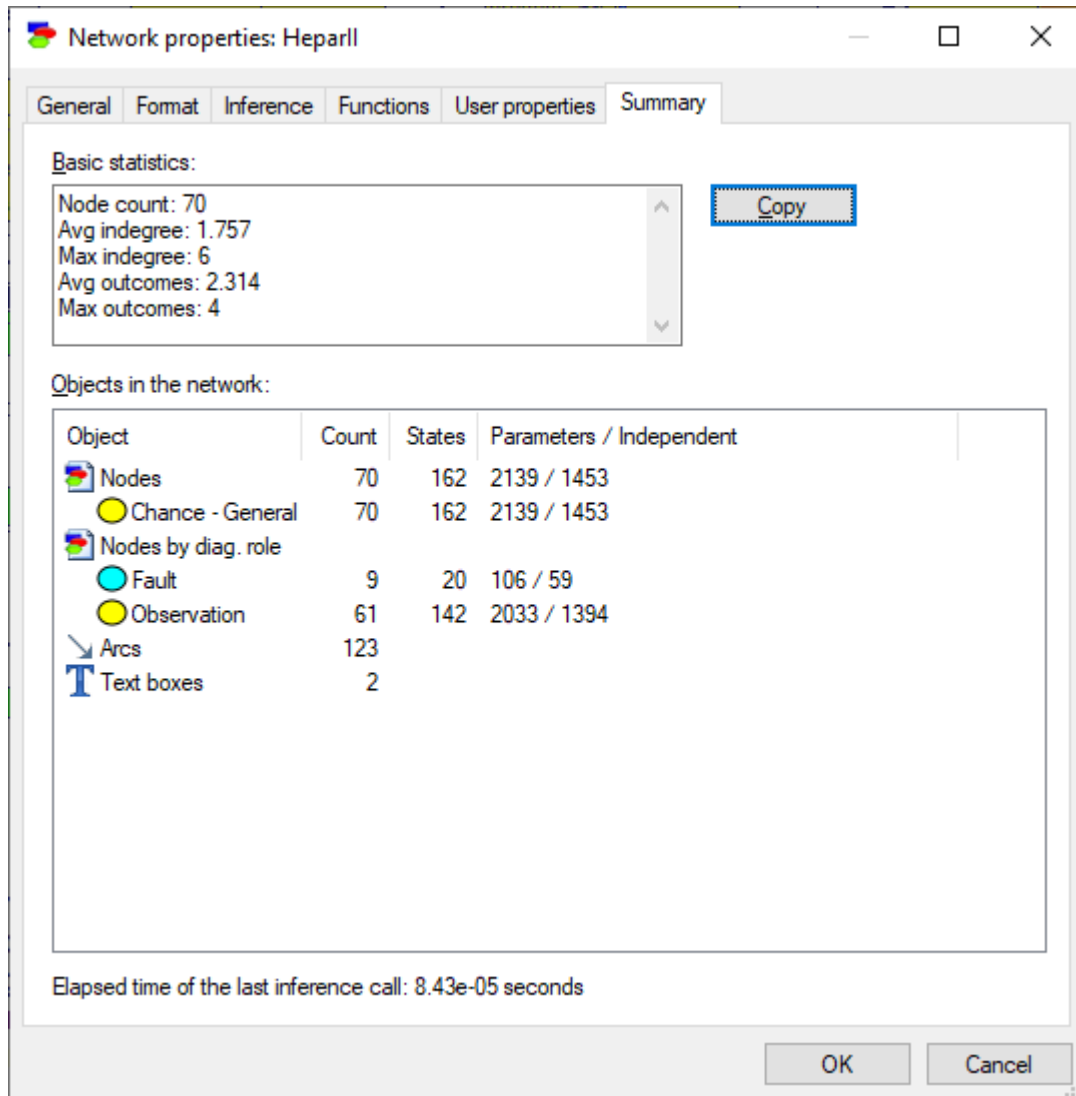 Network properties: HeparII
General Format Inference Functions User properties Summary
Basic statistics:
Node count: 70
Avg indegree: 1.757
Max indegree: 6
Avg outcomes: 2.314
Max outcomes: 4
Copy
Objects in the network:
Object Count States Parameters / Independent
Nodes 70 162 2139 / 1453
Chance - General 70 162 2139 / 1453
Nodes by diag. role
Fault 9 20 106 / 59
Observation 61 142 2033 / 1394
Arcs 123
Text boxes 2
Elapsed time of the last inference call: 8.43e-05 seconds
OK Cancel